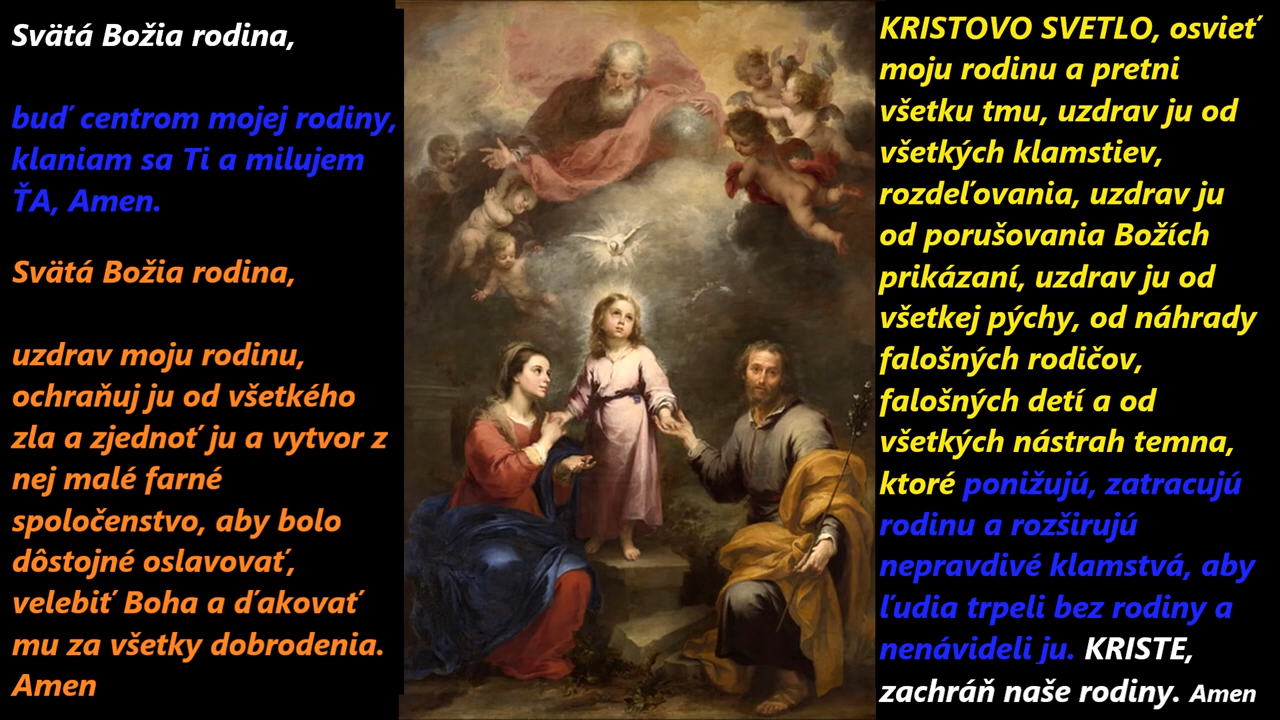 Svätá Božia rodina,
buď centrom mojej rodiny,
klaniam sa Ti a milujem
ŤA, Amen.
Svätá Božia rodina,
uzdrav moju rodinu,
ochraňuj ju od všetkého
zla a zjednoť ju a vytvor z
nej malé farné
spoločenstvo, aby bolo
dôstojné oslavovať,
velebiť Boha a ďakovať
mu za všetky dobrodenia.
Amen
KRISTOVO SVETLO, osvieť
moju rodinu a pretni
všetku tmu, uzdrav ju od
všetkých klamstiev,
rozdeľovania, uzdrav ju
od porušovania Božích
prikázaní, uzdrav ju od
všetkej pýchy, od náhrady
falošných rodičov,
falošných detí a od
všetkých nástrah temna,
ktoré ponižujú, zatracujú
rodinu a rozširujú
nepravdivé klamstvá, aby
ľudia trpeli bez rodiny a
nenávideli ju. KRISTE,
zachráň naše rodiny. Amen